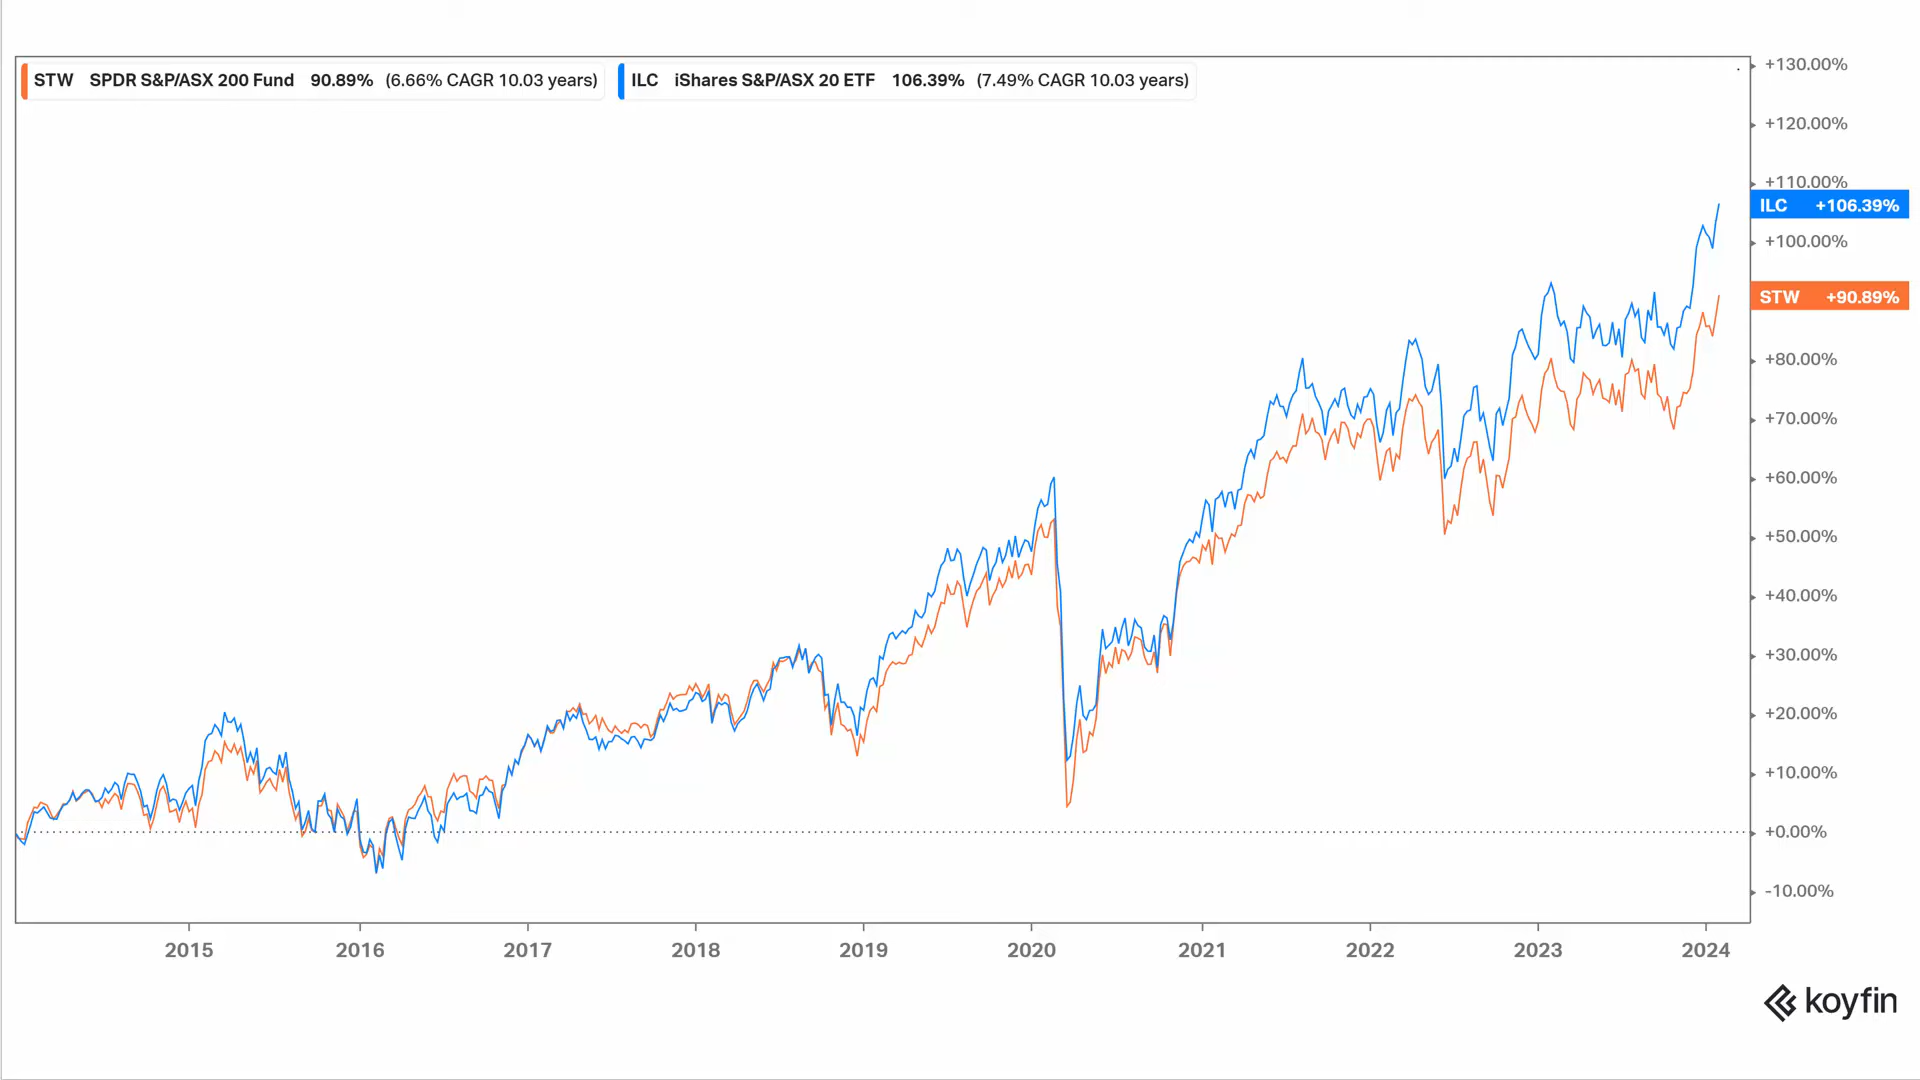 STW SPDR S&P/ASX 200 Fund 90.89% (6.66% CAGR 10.03 years) ILC iShares S&P/ASX 20 ETF 106.39% (7.49% CAGR 10.03 years)
+130.00%
+120.00%
+110.00%
ILC +106.39%
+100.00%
STW +90.89%
+80.00%
+70.00%
+60.00%
+50.00%
+40.00%
+30.00%
+20.00%
+10.00%
+0.00%
-10.00%
2015 2016 2017 2018 2019 2020 2021 2022 2023 2024
koyfin